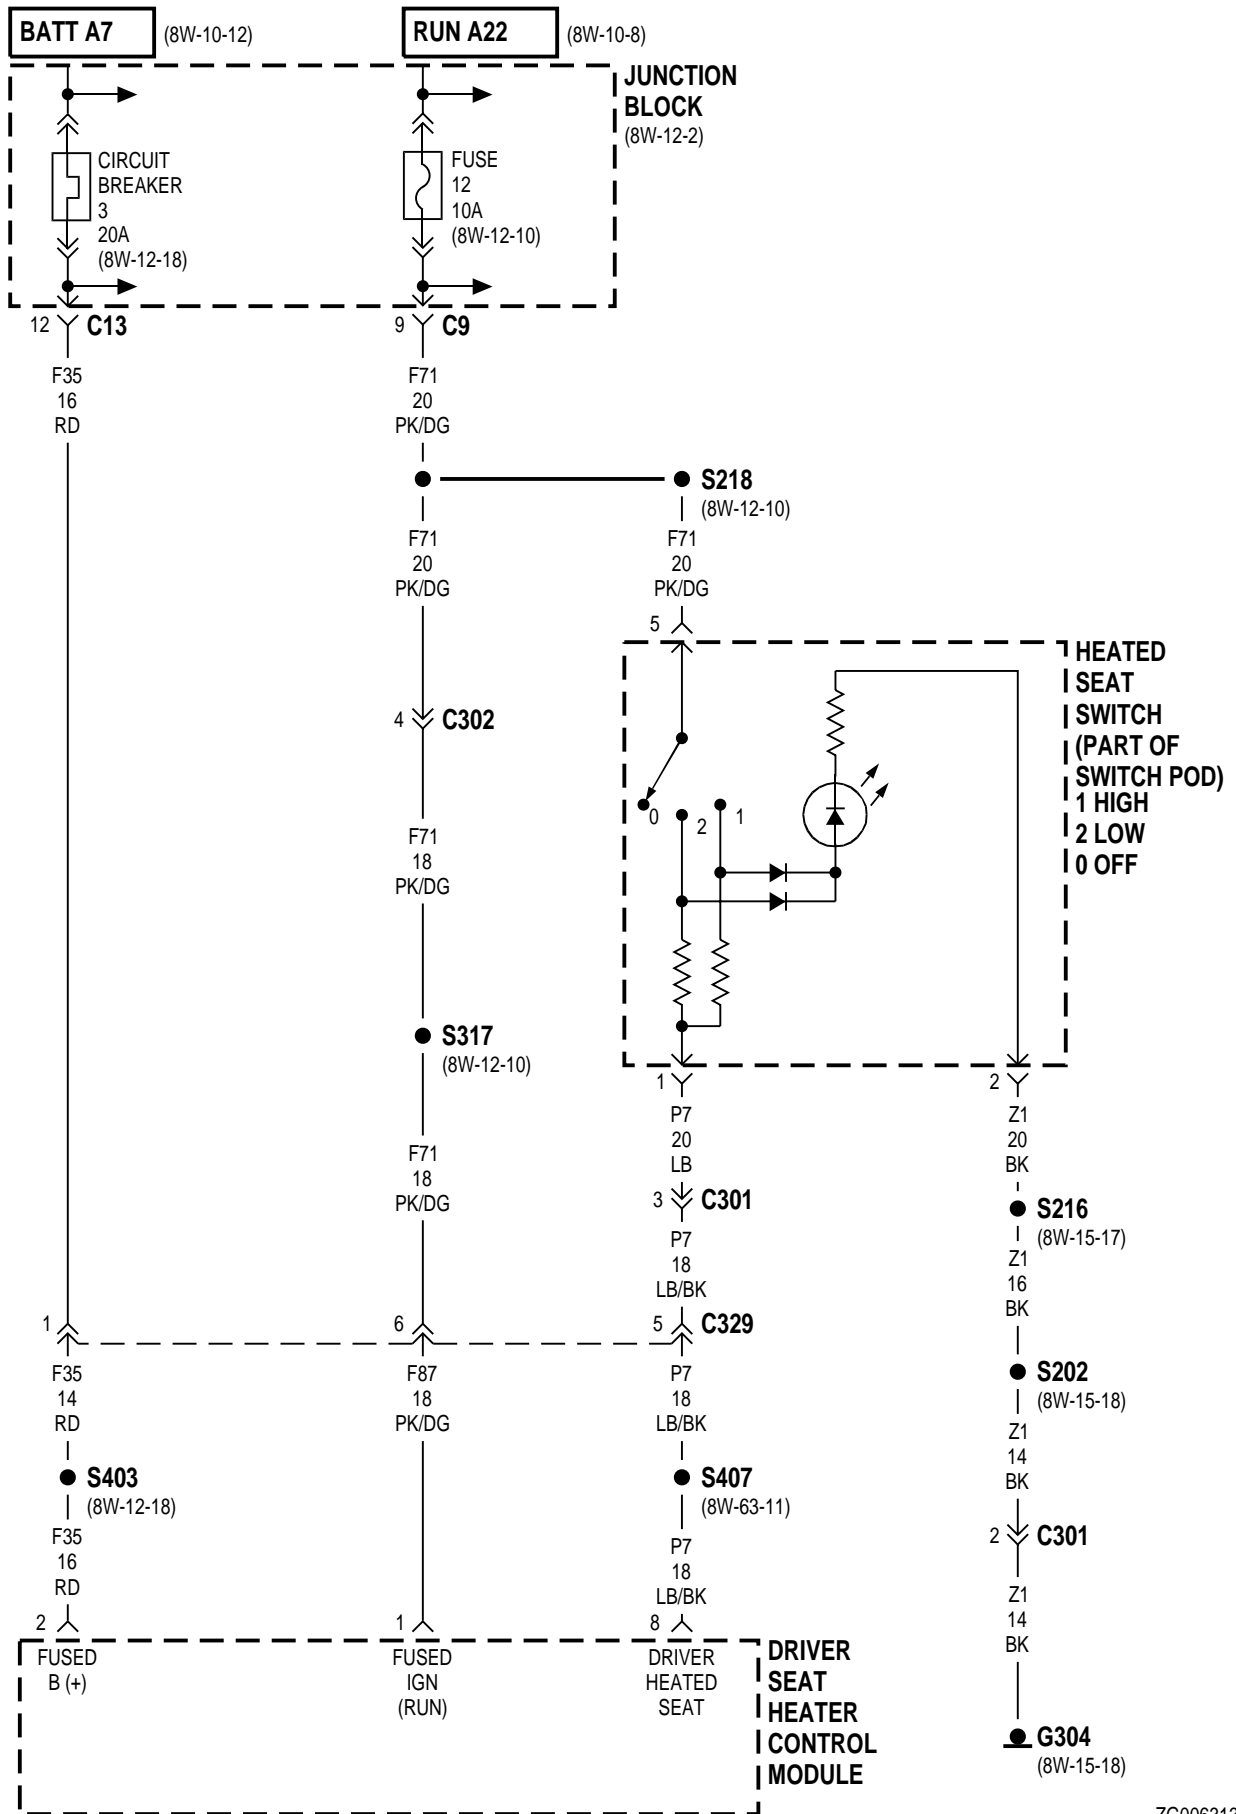 BATT A7 (8W-10-12)
RUN A22 (8W-10-8)
JUNCTION
BLOCK
(8W-12-2)
CIRCUIT
BREAKER
3
20A
(8W-12-18)
FUSE
12
10A
(8W-12-10)
12 C13
9 C9
F35
16
RD
F71
20
PK/DG
S218
(8W-12-10)
F71
20
PK/DG
F71
20
PK/DG
5
HEATED
SEAT
SWITCH
(PART OF
SWITCH POD)
1 HIGH
2 LOW
0 OFF
0
2
1
4 C302
F71
18
PK/DG
S317
(8W-12-10)
F71
18
PK/DG
1
P7
20
LB
3 C301
P7
18
LB/BK
2
Z1
20
BK
S216
(8W-15-17)
Z1
16
BK
1
6
5 C329
F35
14
RD
F87
18
PK/DG
P7
18
LB/BK
S202
(8W-15-18)
Z1
14
BK
S403
(8W-12-18)
S407
(8W-63-11)
F35
16
RD
P7
18
LB/BK
2 C301
Z1
14
BK
2
1
8
FUSED
B (+)
FUSED
IGN
(RUN)
DRIVER
HEATED
SEAT
DRIVER
SEAT
HEATER
CONTROL
MODULE
G304
(8W-15-18)